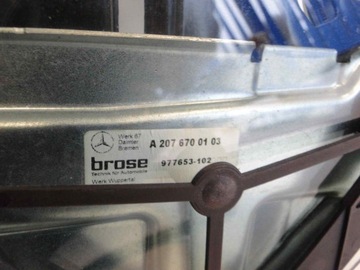 Werk 67
Daimler
Bremen
A 207 670 01 03
brose
Technik für Automobile
977653-102
Werk Wuppertal